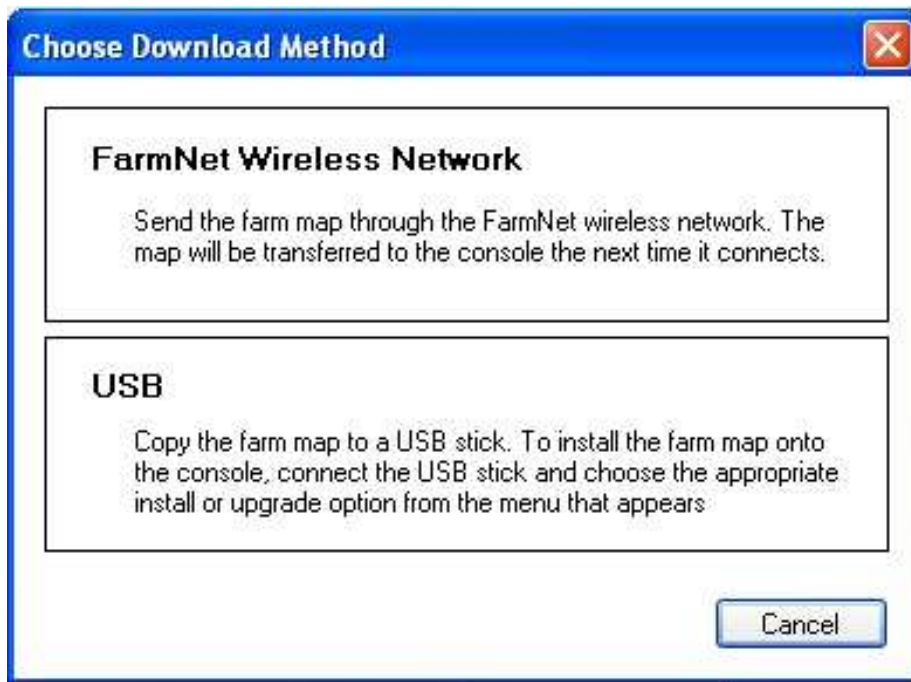 Choose Download Method
FarmNet Wireless Network
Send the farm map through the FarmNet wireless network. The
map will be transferred to the console the next time it connects.
USB
Copy the farm map to a USB stick. To install the farm map onto
the console, connect the USB stick and choose the appropriate
install or upgrade option from the menu that appears
Cancel